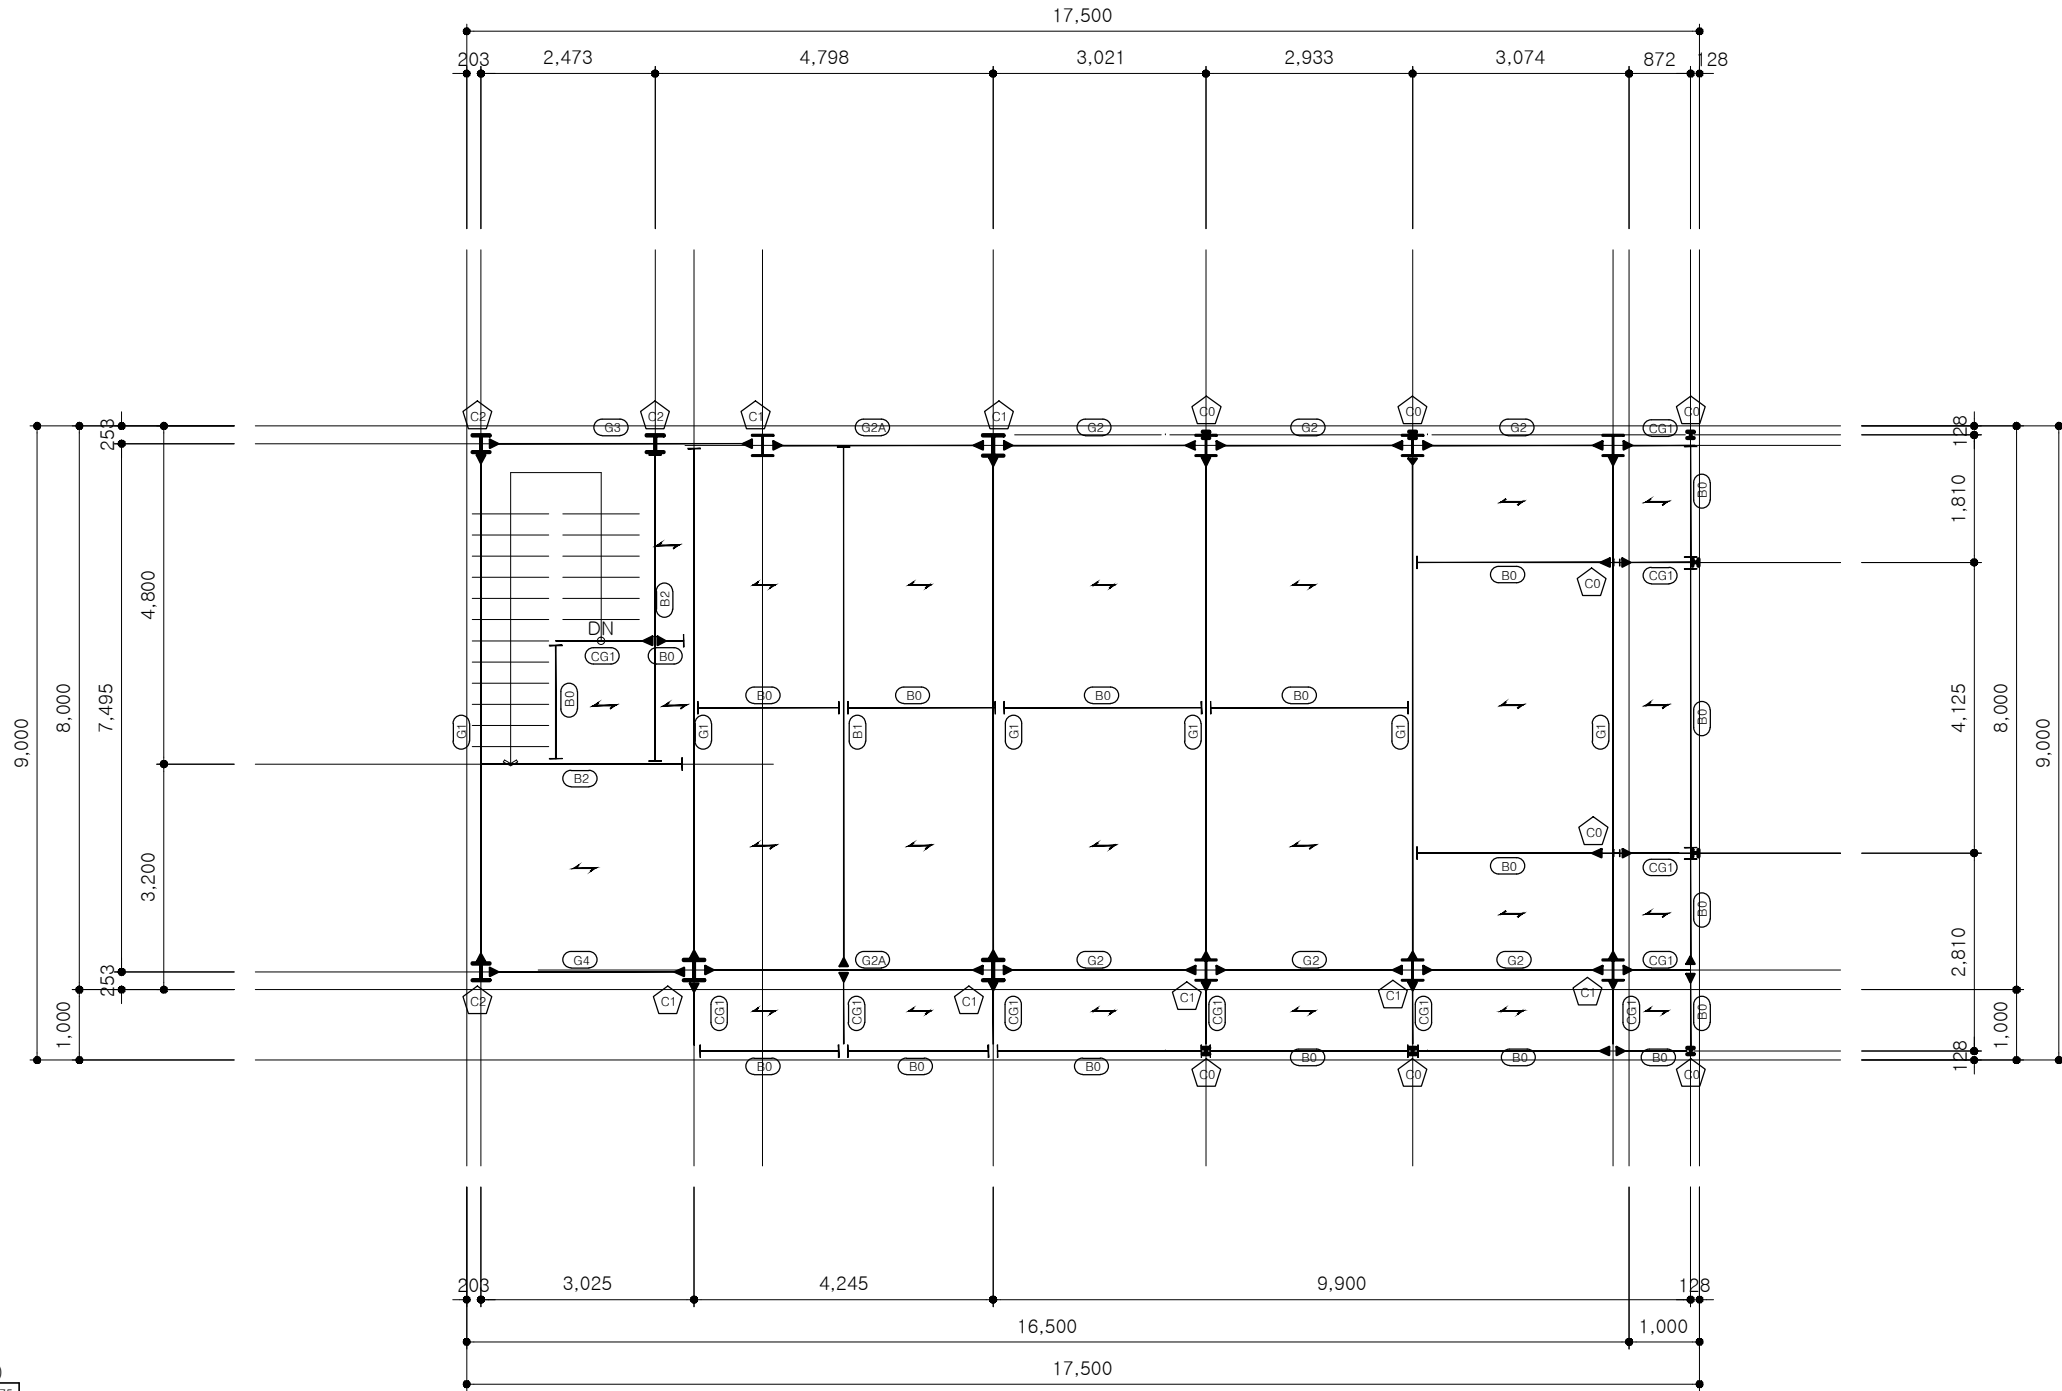 17,500
203
2,473
4,798
3,021
2,933
3,074
872
128
C2
C2
C1
C1
C0
C0
C0
G3
G2A
G2
G2
G2
CG1
253
128
9,000
8,000
7,495
4,800
3,200
253
1,000
1,810
4,125
8,000
9,000
2,810
1,000
128
B0
B0
C0
CG1
B2
DN
CG1
B0
B0
B0
B0
B0
B0
G1
G1
B1
G1
G1
G1
G1
B0
B2
C0
B0
CG1
B0
G4
G2A
G2
G2
G2
CG1
C2
C1
C1
C1
C1
C1
CG1
CG1
CG1
CG1
CG1
CG1
B0
B0
B0
B0
B0
B0
B0
C0
C0
C0
203
3,025
4,245
9,900
128
16,500
1,000
17,500